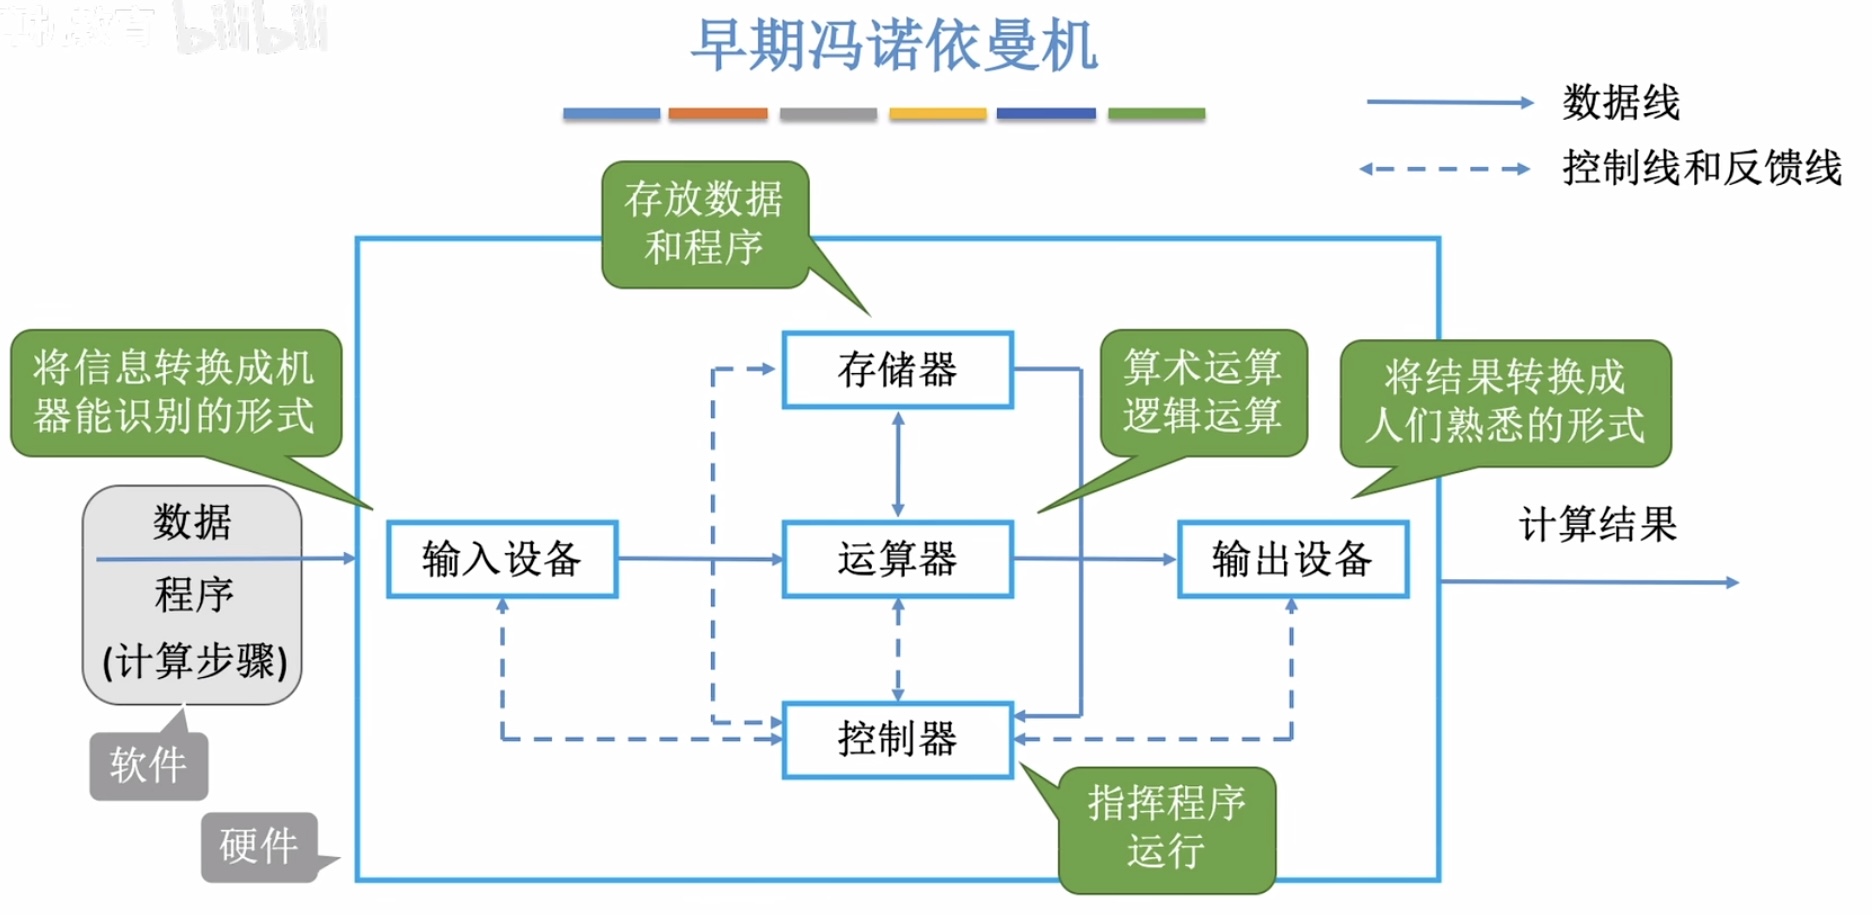 bilibili
早期冯诺依曼机
数据线
控制线和反馈线
存放数据
和程序
将信息转换成机
器能识别的形式
存储器
算术运算
逻辑运算
将结果转换成
人们熟悉的形式
数据
程序
(计算步骤)
输入设备
运算器
输出设备
计算结果
软件
控制器
硬件
指挥程序
运行